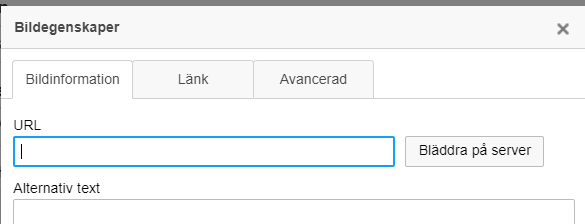 Bildegenskaper
Bildinformation Länk Avancerad
URL
Bläddra på server
Alternativ text